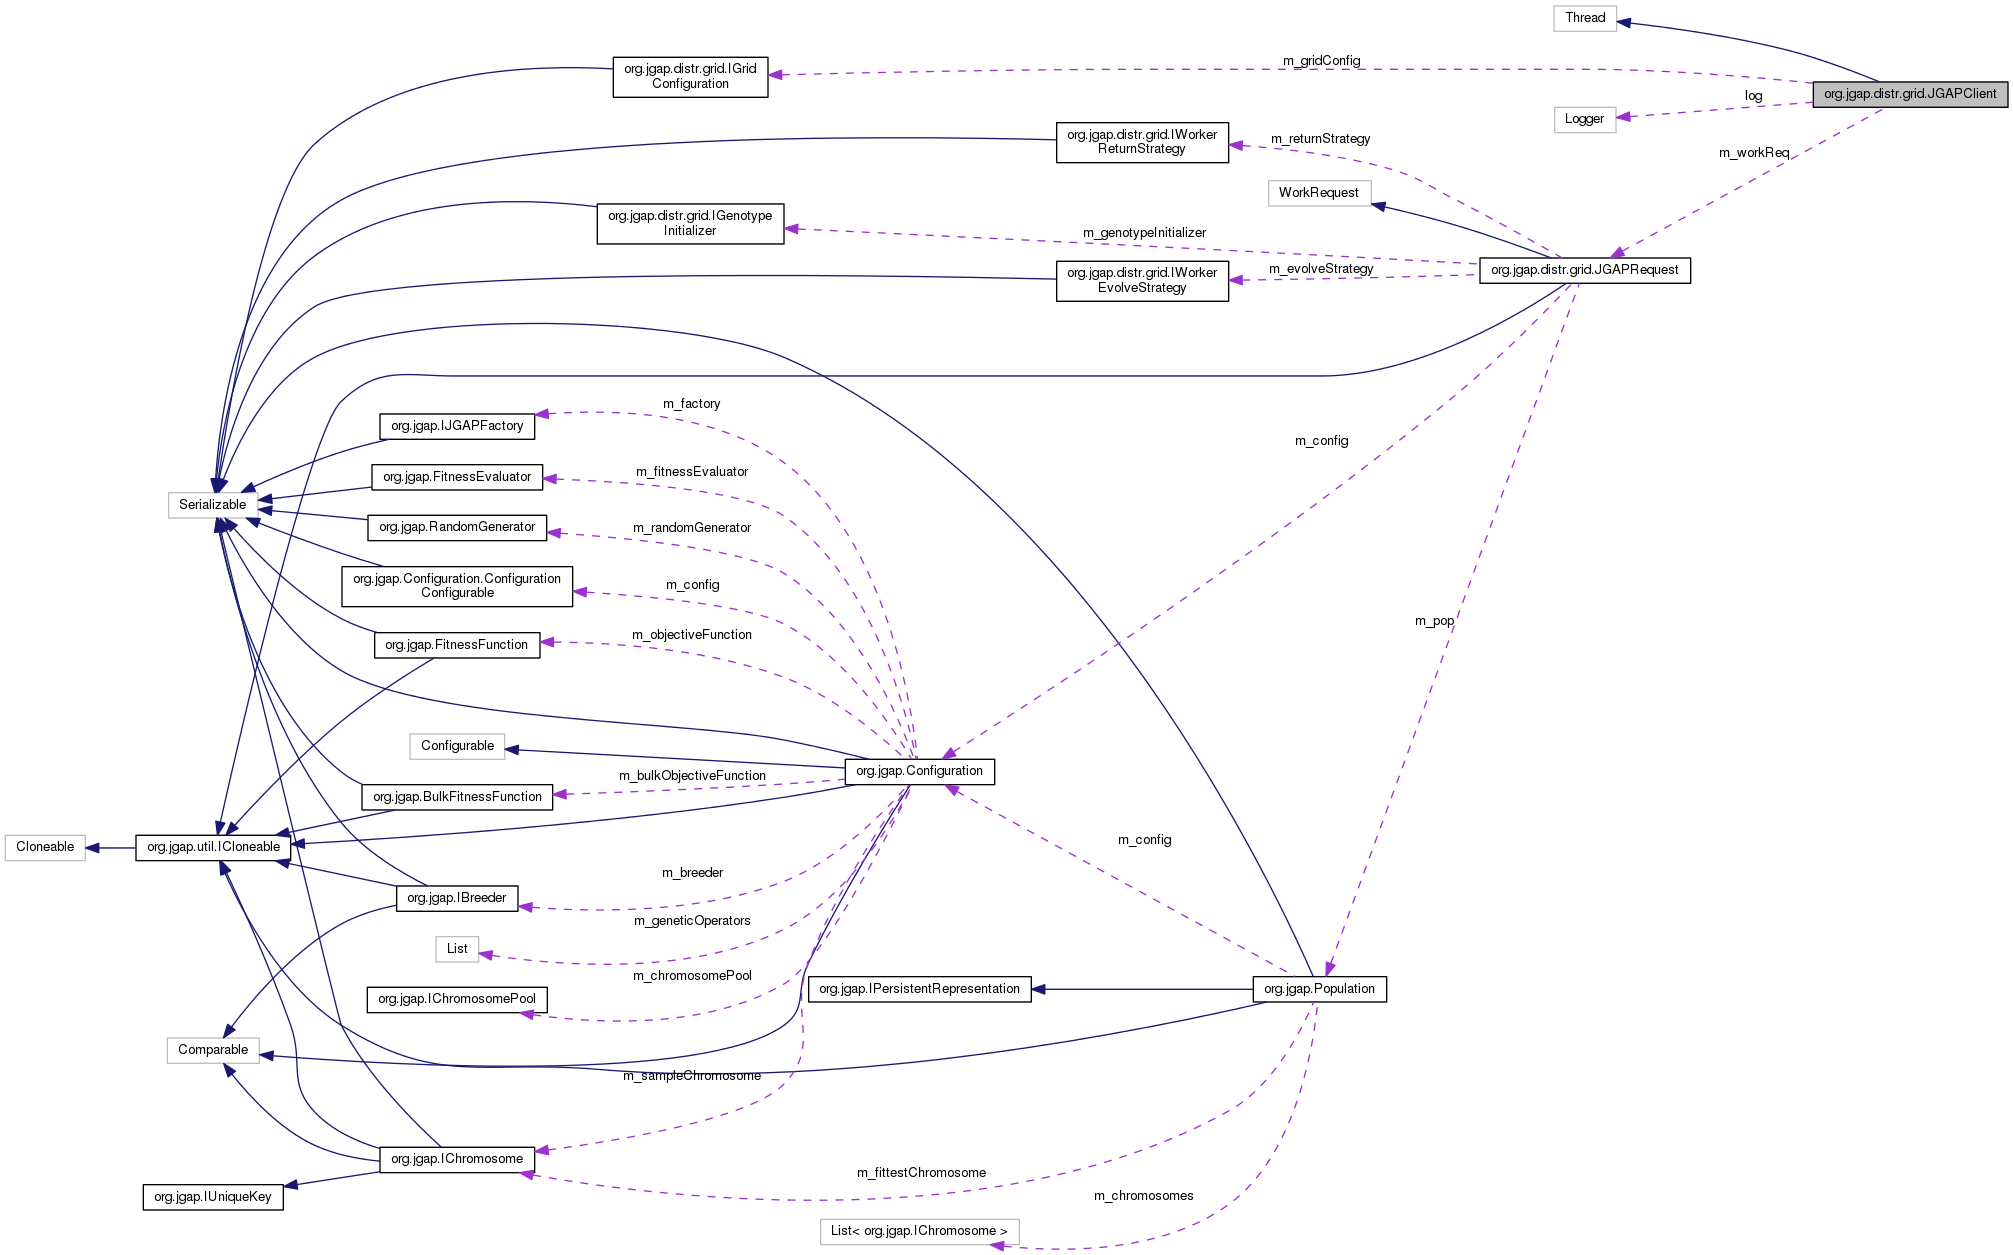 Thread
org.jgap.distr.grid.IGrid
Configuration
m_gridConfig
org.jgap.distr.grid.JGAPClient
log
Logger
org.jgap.distr.grid.IWorker
ReturnStrategy
m_returnStrategy
m_workReq
WorkRequest
org.jgap.distr.grid.IGenotype
Initializer
m_genotypeInitializer
org.jgap.distr.grid.IWorker
EvolveStrategy
m_evolveStrategy
org.jgap.distr.grid.JGAPRequest
m_factory
org.jgap.IJGAPFactory
m_config
org.jgap.FitnessEvaluator
m_fitnessEvaluator
Serializable
org.jgap.RandomGenerator
m_randomGenerator
org.jgap.Configuration.Configuration
Configurable
m_config
org.jgap.FitnessFunction
m_objectiveFunction
m_pop
Configurable
org.jgap.Configuration
m_bulkObjectiveFunction
org.jgap.BulkFitnessFunction
Cloneable
org.jgap.util.ICloneable
m_config
m_breeder
org.jgap.IBreeder
m_geneticOperators
List
m_chromosomePool
org.jgap.IChromosomePool
org.jgap.IPersistentRepresentation
org.jgap.Population
Comparable
m_sampleChromosome
org.jgap.IChromosome
m_fittestChromosome
org.jgap.IUniqueKey
m_chromosomes
List< org.jgap.IChromosome >